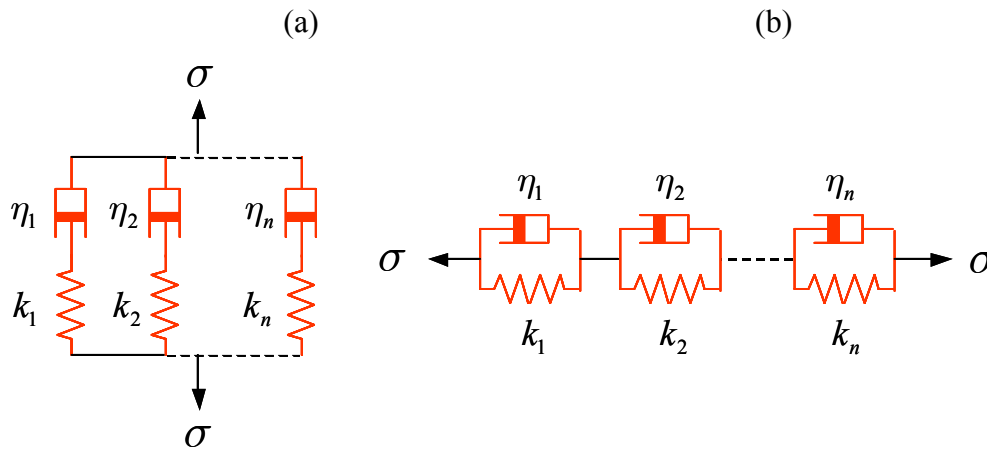 (a)
σ
η₁ η₂ ηₙ
k₁ k₂ kₙ
σ
(b)
η₁ η₂ ηₙ
σ σ
k₁ k₂ kₙ